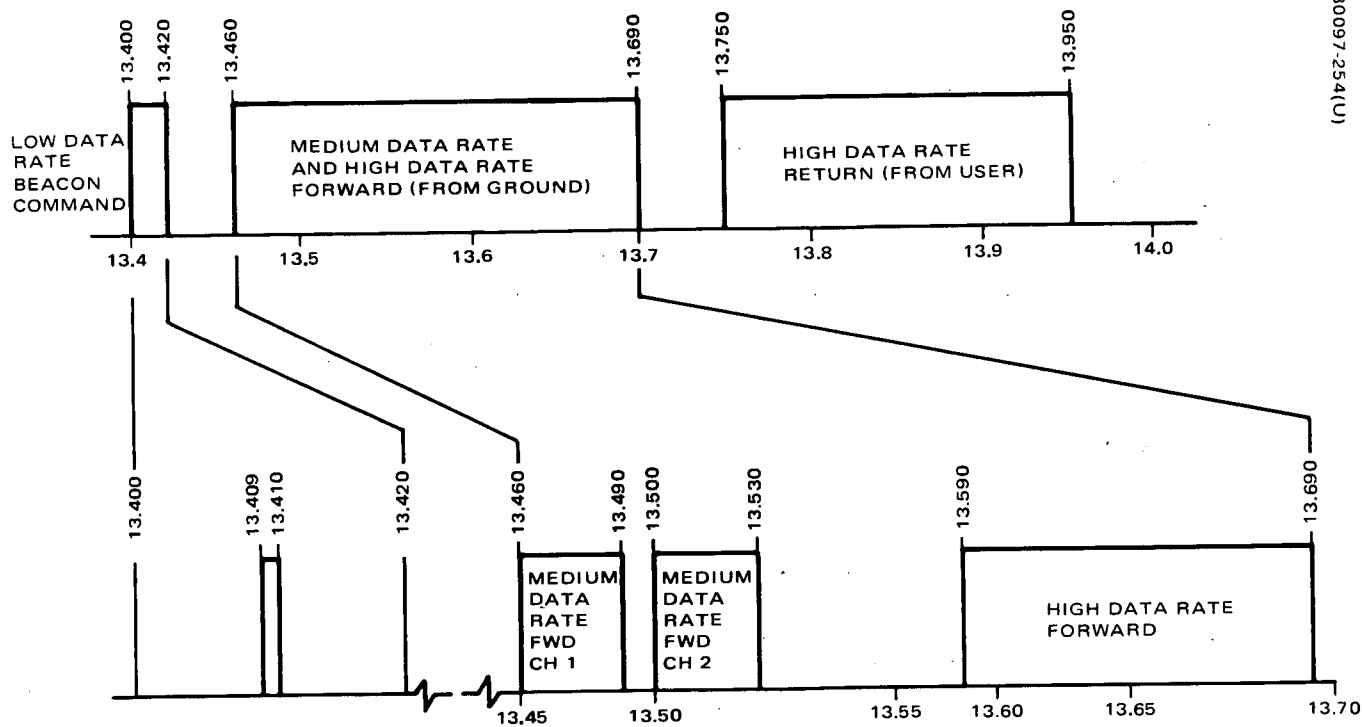 13.400
13.420
13.460
13.690
13.750
13.950
80097-254(U)
LOW DATA
RATE
BEACON
COMMAND
MEDIUM DATA RATE
AND HIGH DATA RATE
FORWARD (FROM GROUND)
HIGH DATA RATE
RETURN (FROM USER)
13.4
13.5
13.6
13.7
13.8
13.9
14.0
13.400
13.409
13.410
13.420
13.460
13.490
13.500
13.530
13.590
13.690
MEDIUM
DATA
RATE
FWD
CH 1
MEDIUM
DATA
RATE
FWD
CH 2
HIGH DATA RATE
FORWARD
13.45
13.50
13.55
13.60
13.65
13.70